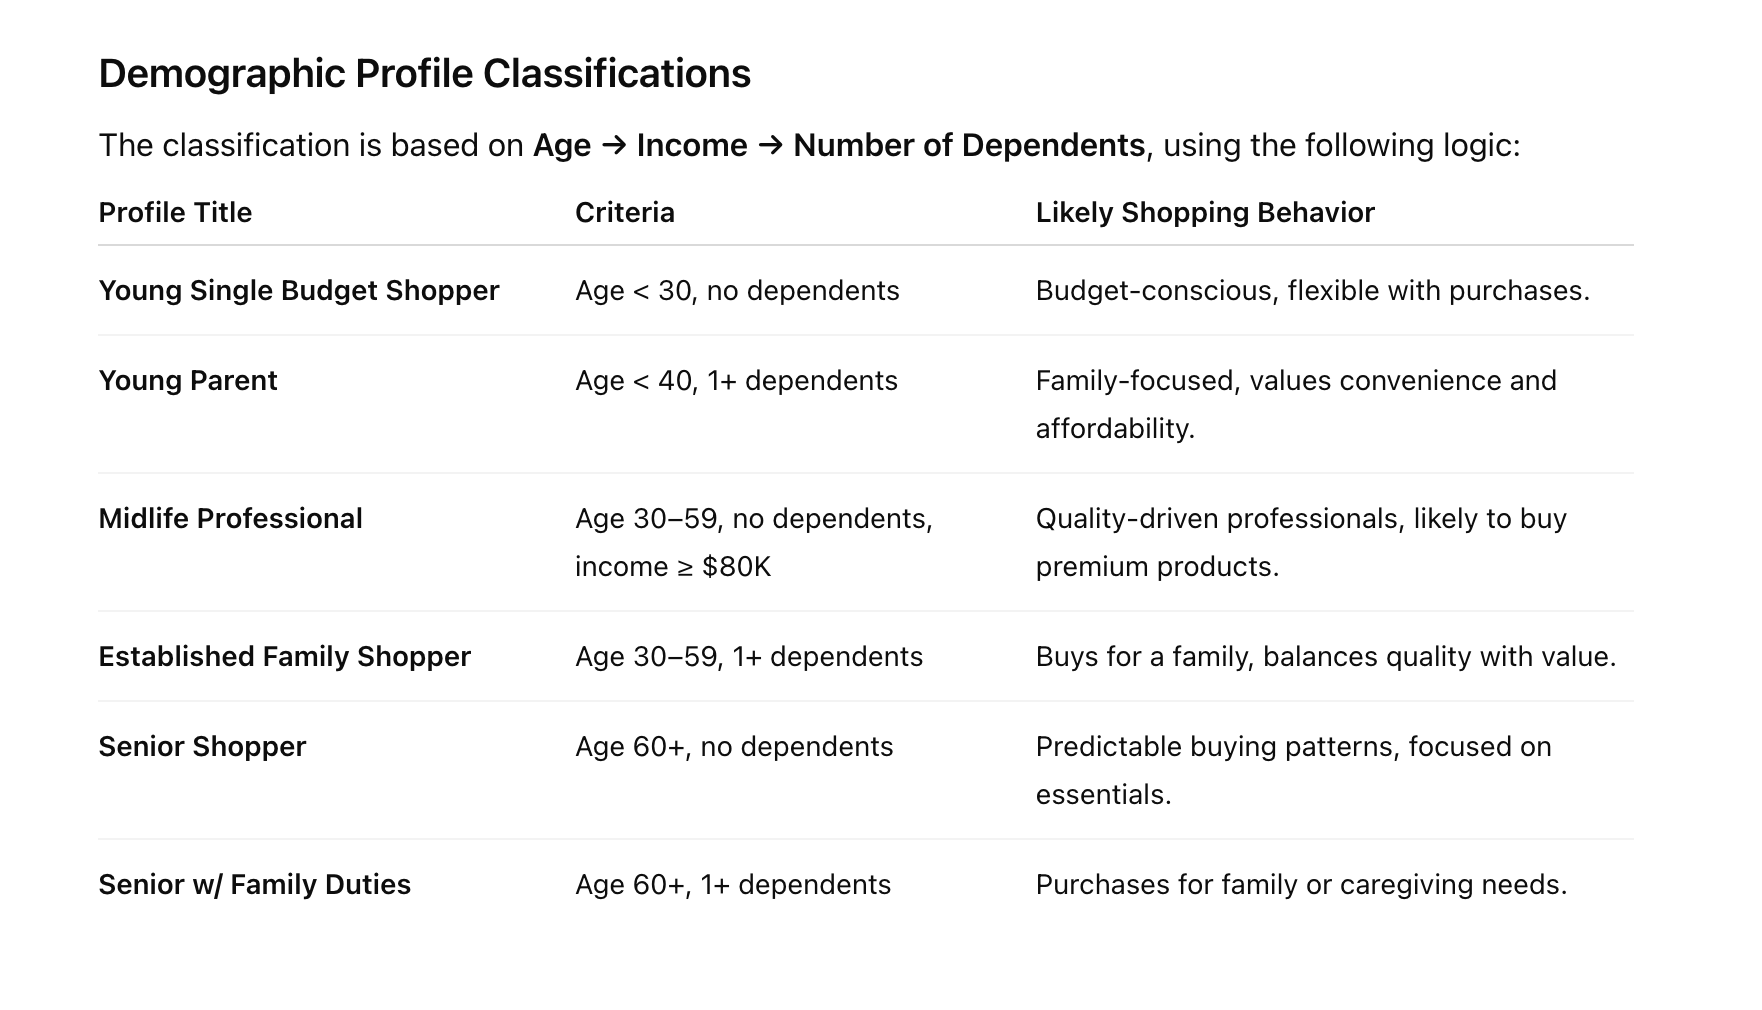 Demographic Profile Classifications
The classification is based on Age → Income → Number of Dependents, using the following logic:
Profile Title Criteria Likely Shopping Behavior
Young Single Budget Shopper Age < 30, no dependents Budget-conscious, flexible with purchases.
Young Parent Age < 40, 1+ dependents Family-focused, values convenience and
affordability.
Midlife Professional Age 30–59, no dependents, Quality-driven professionals, likely to buy
income ≥ $80K premium products.
Established Family Shopper Age 30–59, 1+ dependents Buys for a family, balances quality with value.
Senior Shopper Age 60+, no dependents Predictable buying patterns, focused on
essentials.
Senior w/ Family Duties Age 60+, 1+ dependents Purchases for family or caregiving needs.